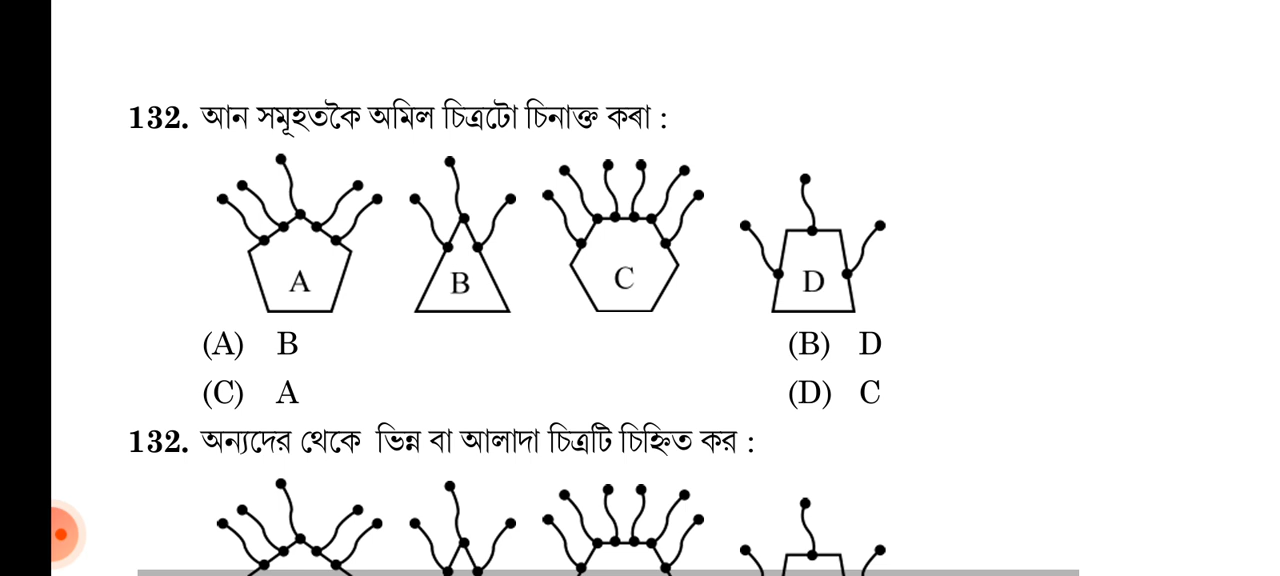 132. আন সমূহতকৈ অমিল চিত্ৰটো চিনাক্ত কৰা :
A B C D
(A) B (B) D
(C) A (D) C
132. অন্যদের থেকে ভিন্ন বা আলাদা চিত্রটি চিহ্নিত কর :